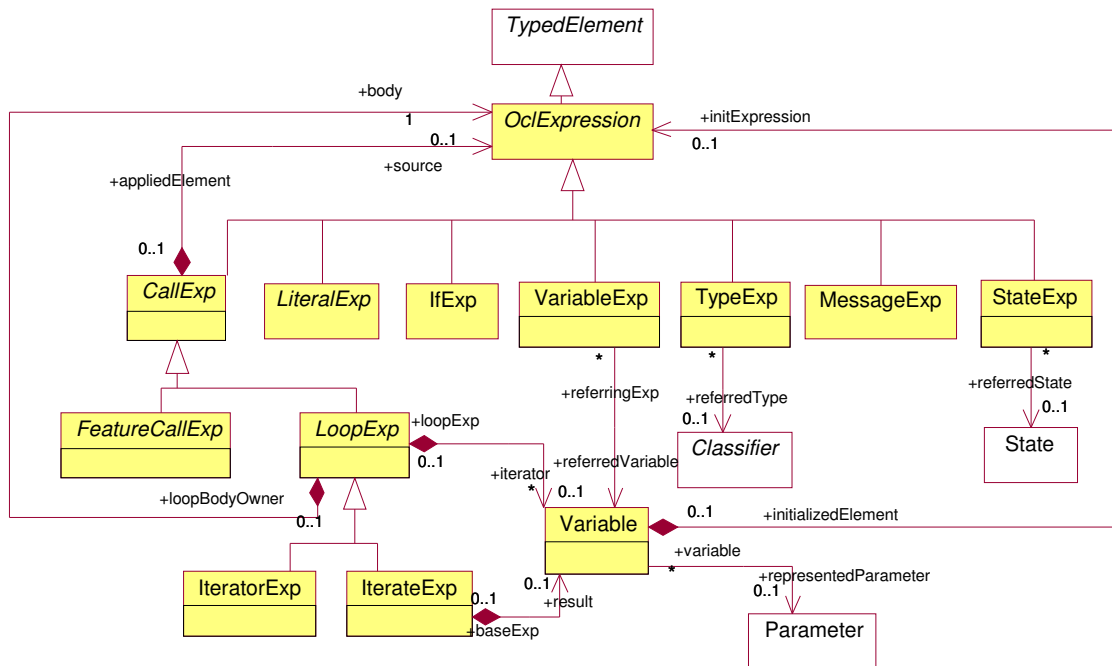 TypedElement
+body
1
OclExpression
+initExpression
0..1
0..1
+source
+appliedElement
0..1
CallExp
LiteralExp
IfExp
VariableExp
TypeExp
MessageExp
StateExp
*
*
*
+referringExp
+referredType
+referredState
0..1
0..1
FeatureCallExp
LoopExp
+loopExp
Classifier
State
0..1
+referredVariable
+iterator
+loopBodyOwner
*
0..1
0..1
Variable
0..1
+initializedElement
+variable
*
+representedParameter
0..1
IteratorExp
IterateExp
0..1
0..1
+result
+baseExp
Parameter